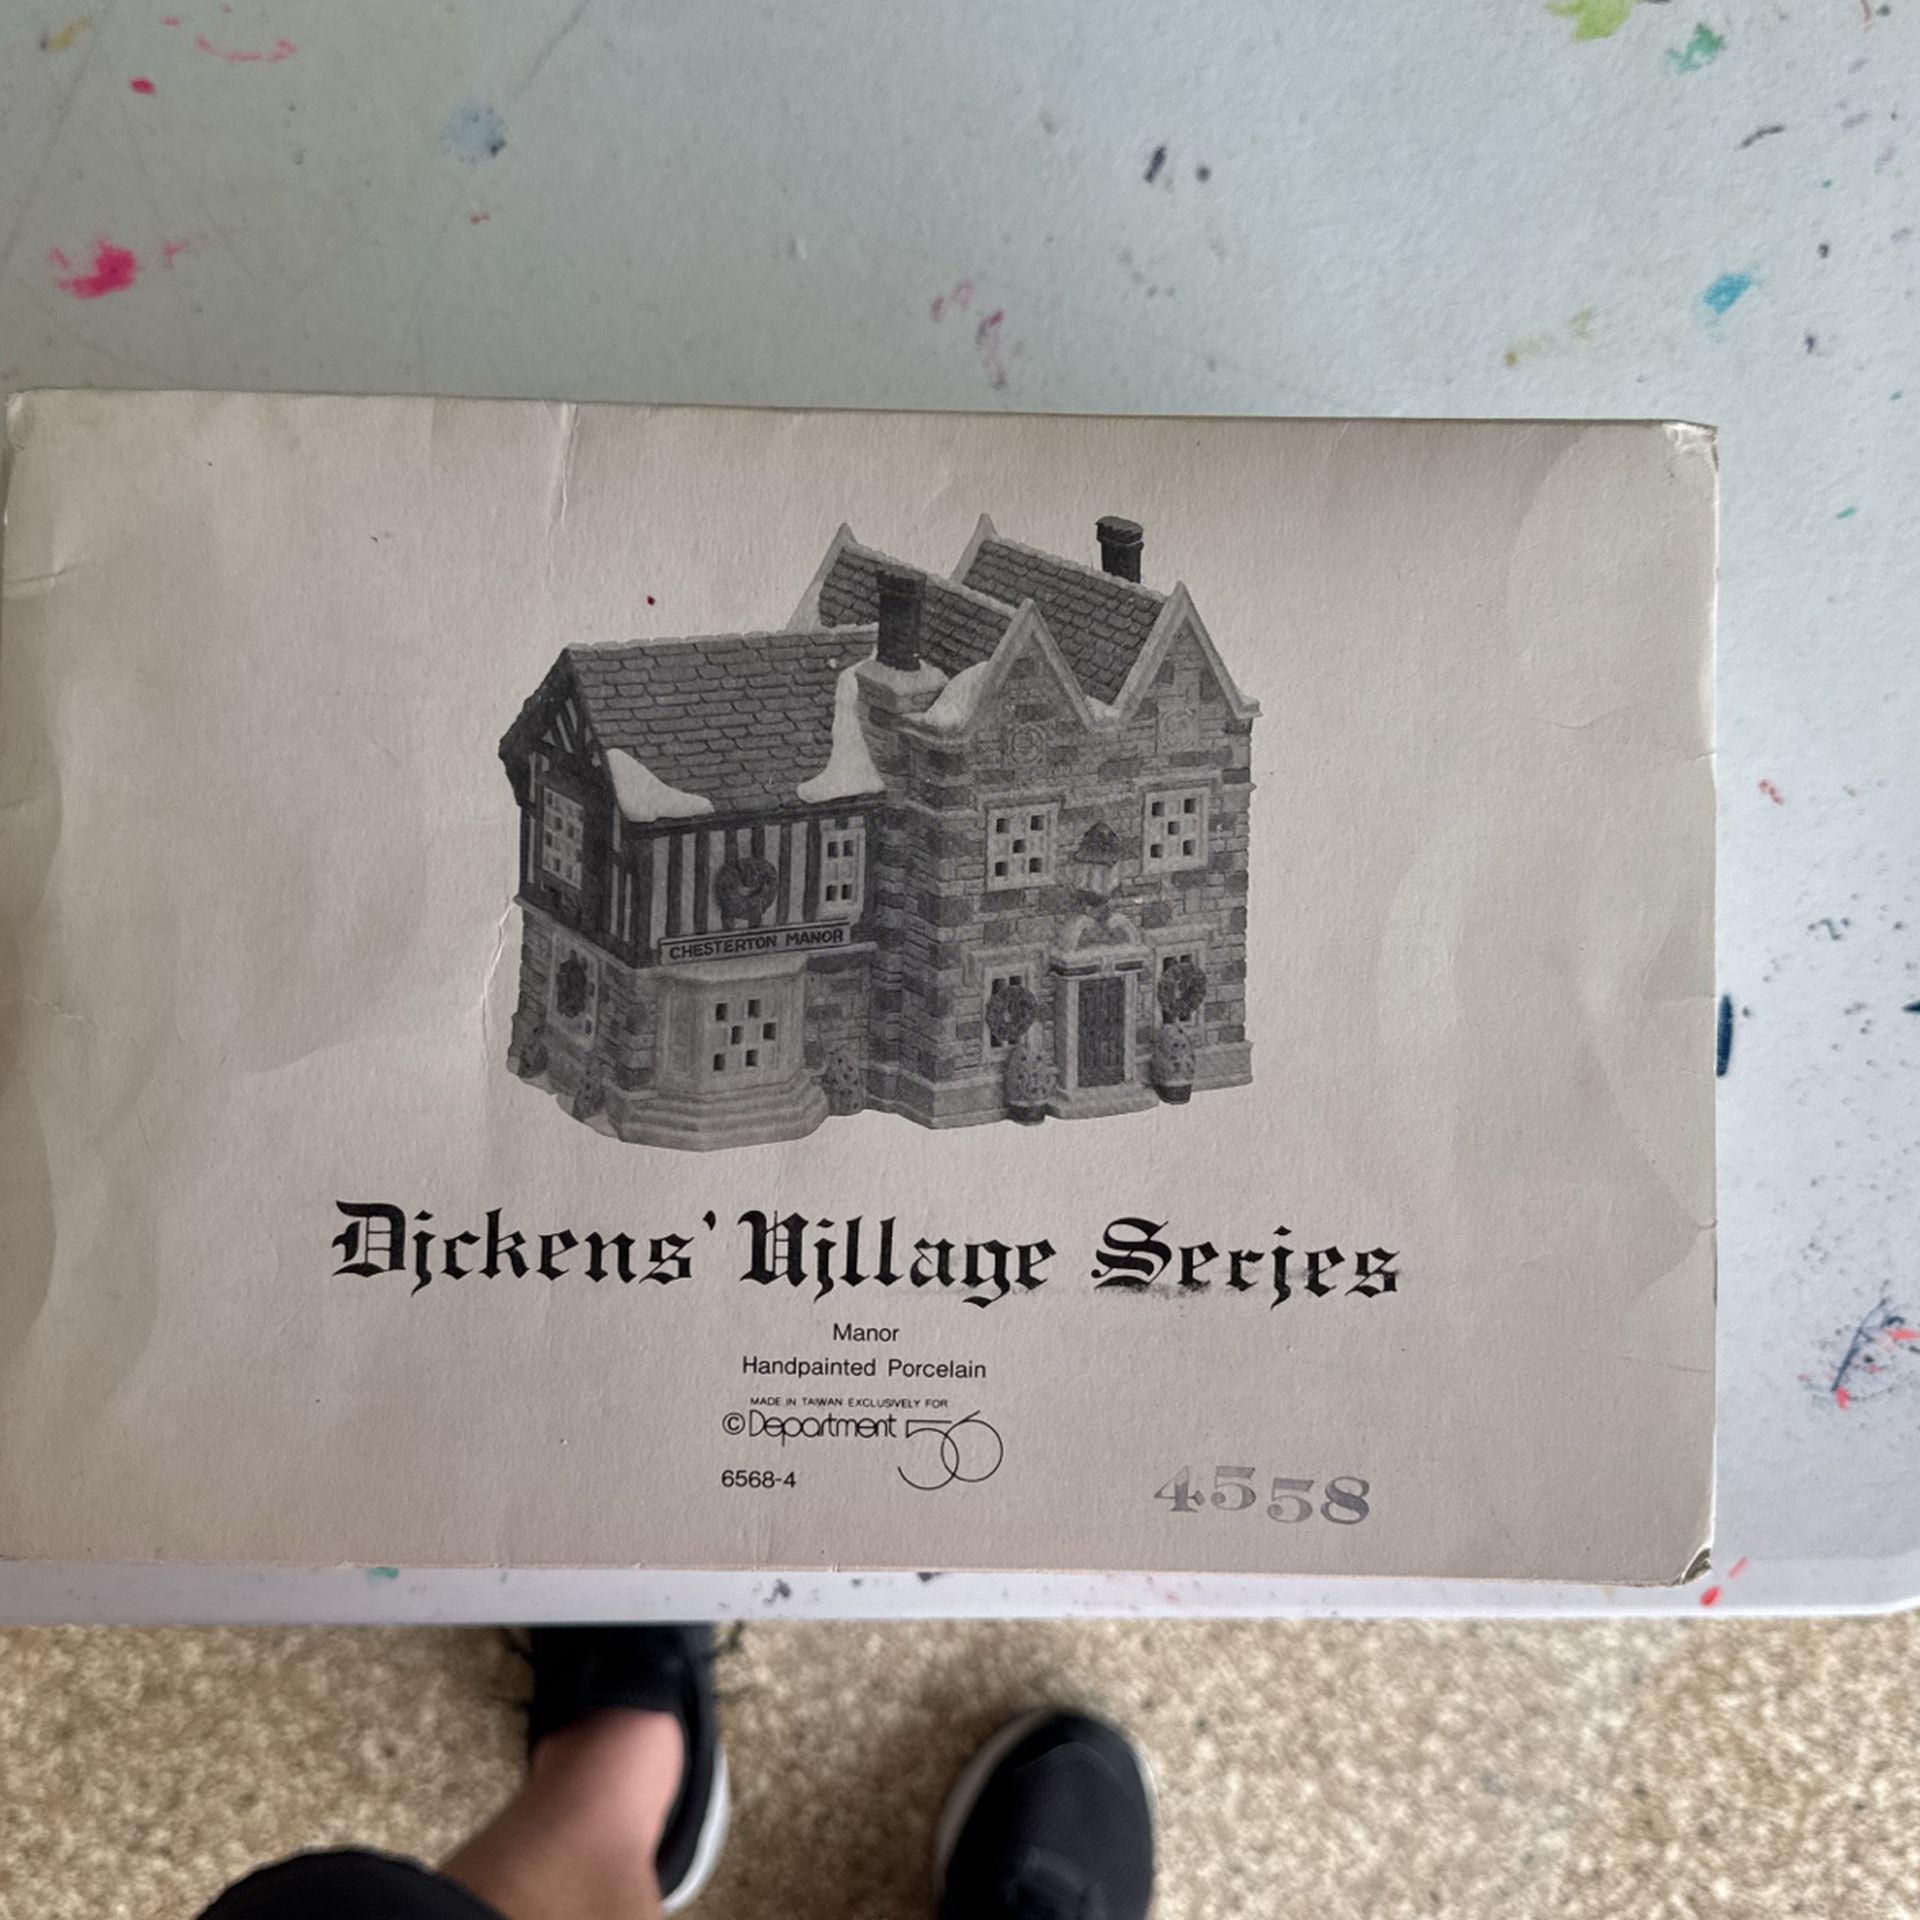 CHESTERTON MANOR
Dickens' Village Series
Manor
Handpainted Porcelain
MADE IN TAIWAN EXCLUSIVELY FOR
© Department 56
6568-4
4558